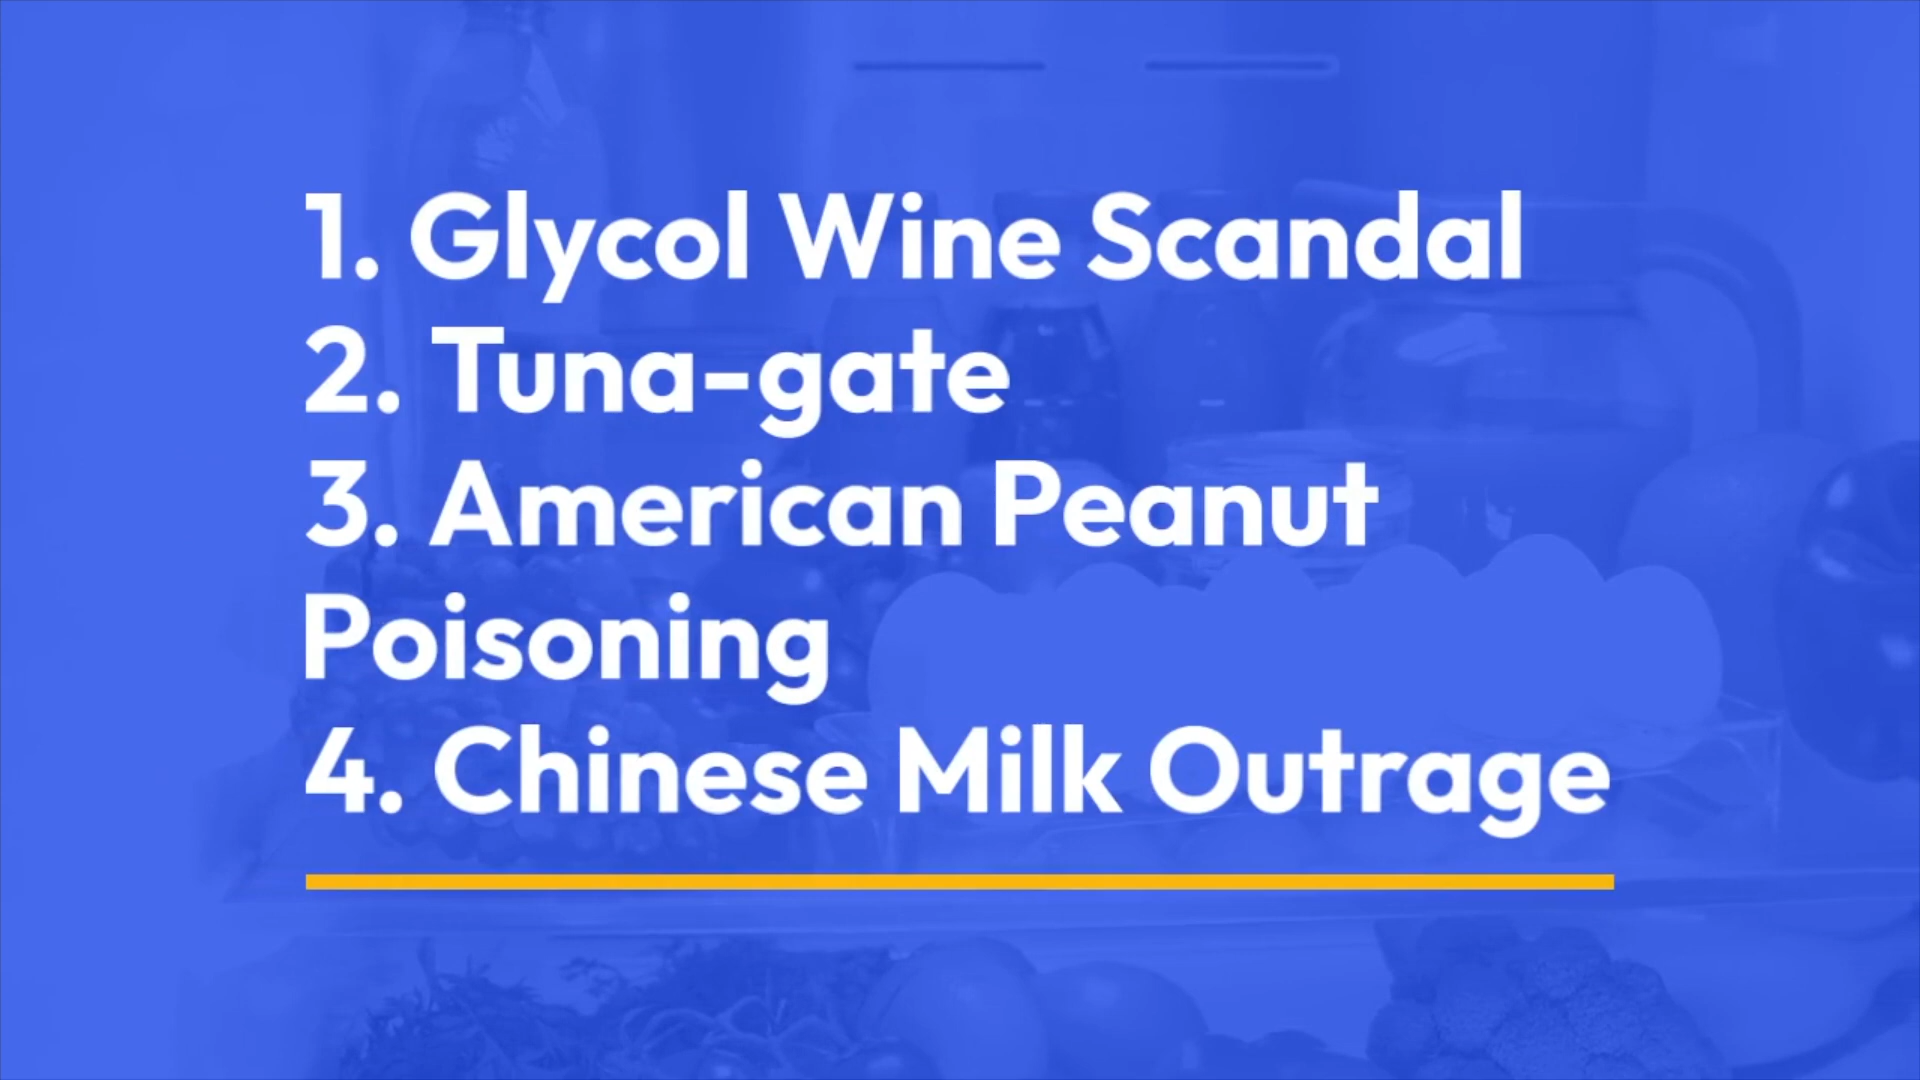 1. Glycol Wine Scandal
2. Tuna-gate
3. American Peanut
Poisoning
4. Chinese Milk Outrage